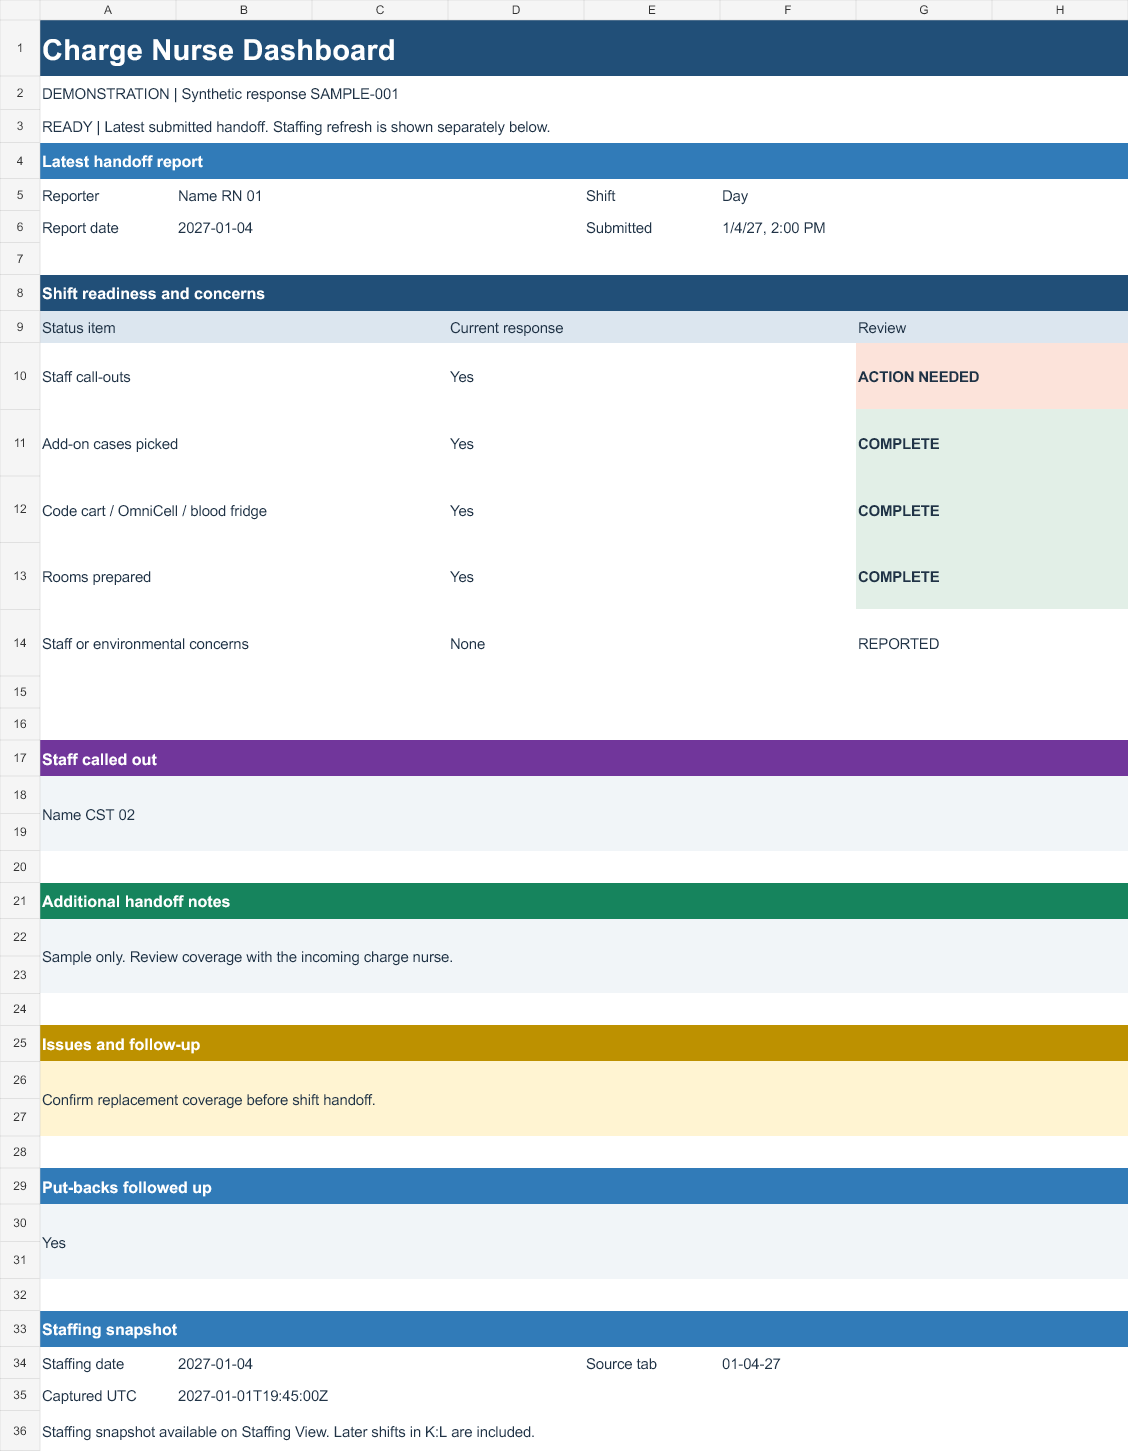 A B C D E F G H
1 Charge Nurse Dashboard
2 DEMONSTRATION | Synthetic response SAMPLE-001
3 READY | Latest submitted handoff. Staffing refresh is shown separately below.
4 Latest handoff report
5 Reporter Name RN 01 Shift Day
6 Report date 2027-01-04 Submitted 1/4/27, 2:00 PM
7
8 Shift readiness and concerns
9 Status item Current response Review
10 Staff call-outs Yes ACTION NEEDED
11 Add-on cases picked Yes COMPLETE
12 Code cart / OmniCell / blood fridge Yes COMPLETE
13 Rooms prepared Yes COMPLETE
14 Staff or environmental concerns None REPORTED
15
16
17 Staff called out
18
Name CST 02
19
20
21 Additional handoff notes
22
Sample only. Review coverage with the incoming charge nurse.
23
24
25 Issues and follow-up
26
Confirm replacement coverage before shift handoff.
27
28
29 Put-backs followed up
30
Yes
31
32
33 Staffing snapshot
34 Staffing date 2027-01-04 Source tab 01-04-27
35 Captured UTC 2027-01-01T19:45:00Z
36 Staffing snapshot available on Staffing View. Later shifts in K:L are included.